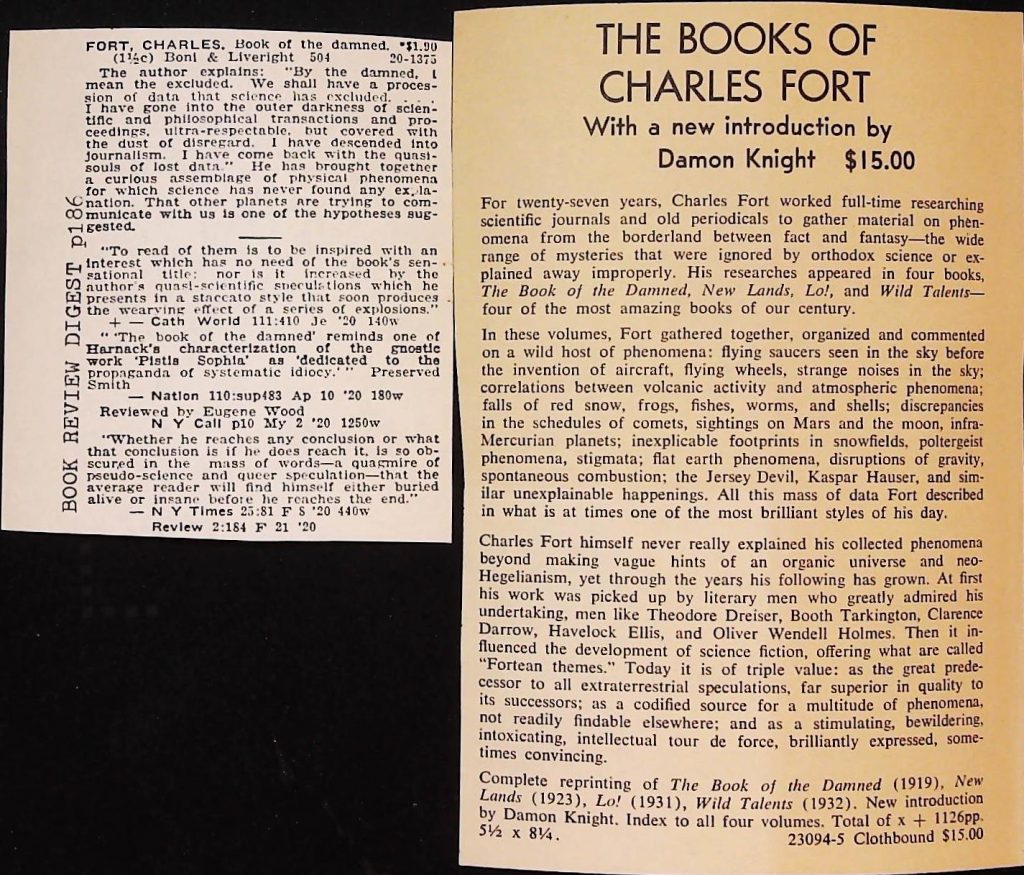 FORT, CHARLES. Book of the damned. *$1.90
(1½c) Boni & Liveright 504 20-1375
The author explains: "By the damned, I
mean the excluded. We shall have a proces-
sion of data that science has excluded. . . .
I have gone into the outer darkness of scien-
tific and philosophical transactions and pro-
ceedings, ultra-respectable, but covered with
the dust of disregard. I have descended into
journalism. I have come back with the quasi-
souls of lost data." He has brought together
a curious assemblage of physical phenomena
for which science has never found any expla-
nation. That other planets are trying to com-
municate with us is one of the hypotheses sug-
gested.
"To read of them is to be inspired with an
interest which has no need of the book's sen-
sational title; nor is it increased by the
author's quasi-scientific speculations which he
presents in a staccato style that soon produces
the wearying effect of a series of explosions."
+ — Cath World 111:410 Je '20 140w
"'The book of the damned' reminds one of
Harnack's characterization of the gnostic
work 'Pistis Sophia' as 'dedicated to the
propaganda of systematic idiocy.'" Preserved
Smith
— Nation 110:sup483 Ap 10 '20 180w
Reviewed by Eugene Wood
N Y Call p10 My 2 '20 1250w
"Whether he reaches any conclusion or what
that conclusion is if he does reach it, is so ob-
scured in the mass of words—a quagmire of
pseudo-science and queer speculation—that the
average reader will find himself either buried
alive or insane before he reaches the end."
— N Y Times 25:81 F 8 '20 440w
Review 2:184 F 21 '20
BOOK REVIEW DIGEST p186
THE BOOKS OF
CHARLES FORT
With a new introduction by
Damon Knight $15.00
For twenty-seven years, Charles Fort worked full-time researching
scientific journals and old periodicals to gather material on phen-
omena from the borderland between fact and fantasy—the wide
range of mysteries that were ignored by orthodox science or ex-
plained away improperly. His researches appeared in four books,
The Book of the Damned, New Lands, Lo!, and Wild Talents—
four of the most amazing books of our century.
In these volumes, Fort gathered together, organized and commented
on a wild host of phenomena: flying saucers seen in the sky before
the invention of aircraft, flying wheels, strange noises in the sky;
correlations between volcanic activity and atmospheric phenomena;
falls of red snow, frogs, fishes, worms, and shells; discrepancies
in the schedules of comets, sightings on Mars and the moon, infra-
Mercurian planets; inexplicable footprints in snowfields, poltergeist
phenomena, stigmata; flat earth phenomena, disruptions of gravity,
spontaneous combustion; the Jersey Devil, Kaspar Hauser, and sim-
ilar unexplainable happenings. All this mass of data Fort described
in what is at times one of the most brilliant styles of his day.
Charles Fort himself never really explained his collected phenomena
beyond making vague hints of an organic universe and neo-
Hegelianism, yet through the years his following has grown. At first
his work was picked up by literary men who greatly admired his
undertaking, men like Theodore Dreiser, Booth Tarkington, Clarence
Darrow, Havelock Ellis, and Oliver Wendell Holmes. Then it in-
fluenced the development of science fiction, offering what are called
"Fortean themes." Today it is of triple value: as the great prede-
cessor to all extraterrestrial speculations, far superior in quality to
its successors; as a codified source for a multitude of phenomena,
not readily findable elsewhere; and as a stimulating, bewildering,
intoxicating, intellectual tour de force, brilliantly expressed, some-
times convincing.
Complete reprinting of The Book of the Damned (1919), New
Lands (1923), Lo! (1931), Wild Talents (1932). New introduction
by Damon Knight. Index to all four volumes. Total of x + 1126pp.
5½ x 8¼. 23094-5 Clothbound $15.00